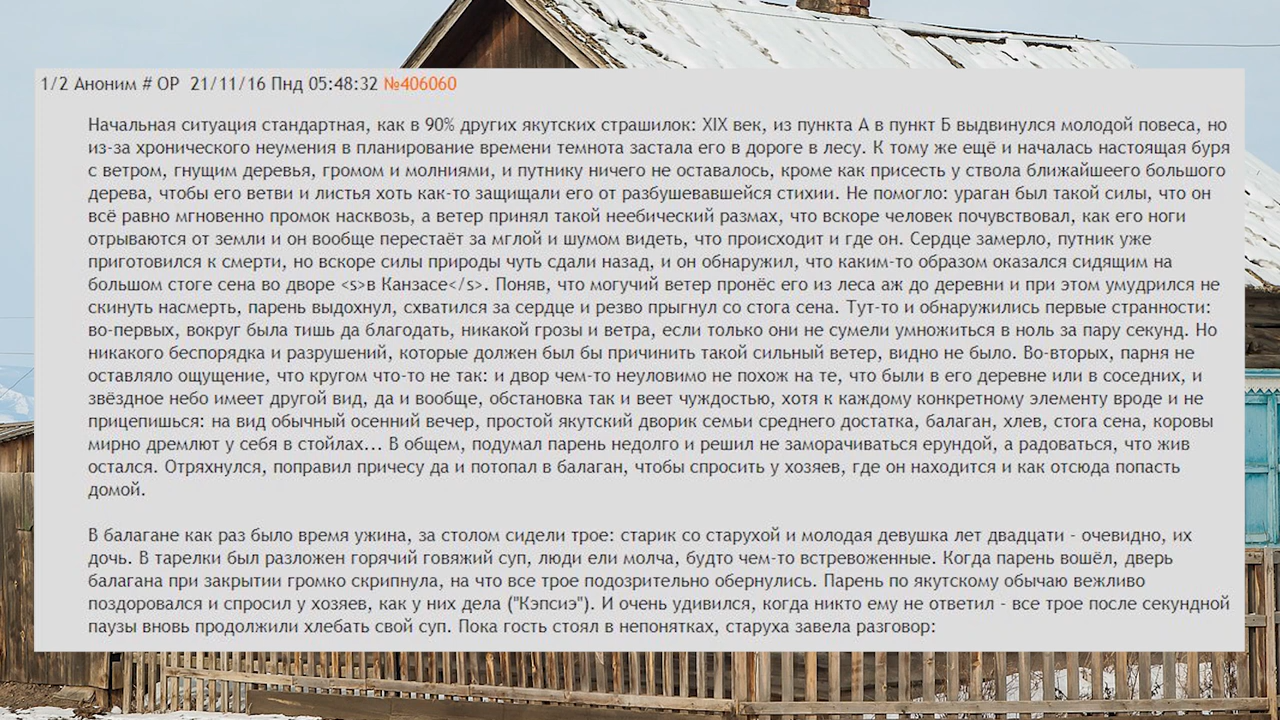 1/2 Аноним # OP 21/11/16 Пнд 05:48:32 №406060
Начальная ситуация стандартная, как в 90% других якутских страшилок: XIX век, из пункта А в пункт Б выдвинулся молодой повеса, но
из-за хронического неумения в планирование времени темнота застала его в дороге в лесу. К тому же ещё и началась настоящая буря
с ветром, гнущим деревья, громом и молниями, и путнику ничего не оставалось, кроме как присесть у ствола ближайшеего большого
дерева, чтобы его ветви и листья хоть как-то защищали его от разбушевавшейся стихии. Не помогло: ураган был такой силы, что он
всё равно мгновенно промок насквозь, а ветер принял такой неебический размах, что вскоре человек почувствовал, как его ноги
отрываются от земли и он вообще перестаёт за мглой и шумом видеть, что происходит и где он. Сердце замерло, путник уже
приготовился к смерти, но вскоре силы природы чуть сдали назад, и он обнаружил, что каким-то образом оказался сидящим на
большом стоге сена во дворе <s>в Канзасе</s>. Поняв, что могучий ветер пронёс его из леса аж до деревни и при этом умудрился не
скинуть насмерть, парень выдохнул, схватился за сердце и резво прыгнул со стога сена. Тут-то и обнаружились первые странности:
во-первых, вокруг была тишь да благодать, никакой грозы и ветра, если только они не сумели умножиться в ноль за пару секунд. Но
никакого беспорядка и разрушений, которые должен был бы причинить такой сильный ветер, видно не было. Во-вторых, парня не
оставляло ощущение, что кругом что-то не так: и двор чем-то неуловимо не похож на те, что были в его деревне или в соседних, и
звёздное небо имеет другой вид, да и вообще, обстановка так и веет чуждостью, хотя к каждому конкретному элементу вроде и не
прицепишься: на вид обычный осенний вечер, простой якутский дворик семьи среднего достатка, балаган, хлев, стога сена, коровы
мирно дремлют у себя в стойлах... В общем, подумал парень недолго и решил не заморачиваться ерундой, а радоваться, что жив
остался. Отряхнулся, поправил причесу да и потопал в балаган, чтобы спросить у хозяев, где он находится и как отсюда попасть
домой.
В балагане как раз было время ужина, за столом сидели трое: старик со старухой и молодая девушка лет двадцати - очевидно, их
дочь. В тарелки был разложен горячий говяжий суп, люди ели молча, будто чем-то встревоженные. Когда парень вошёл, дверь
балагана при закрытии громко скрипнула, на что все трое подозрительно обернулись. Парень по якутскому обычаю вежливо
поздоровался и спросил у хозяев, как у них дела ("Кэпсиэ"). И очень удивился, когда никто ему не ответил - все трое после секундной
паузы вновь продолжили хлебать свой суп. Пока гость стоял в непонятках, старуха завела разговор: